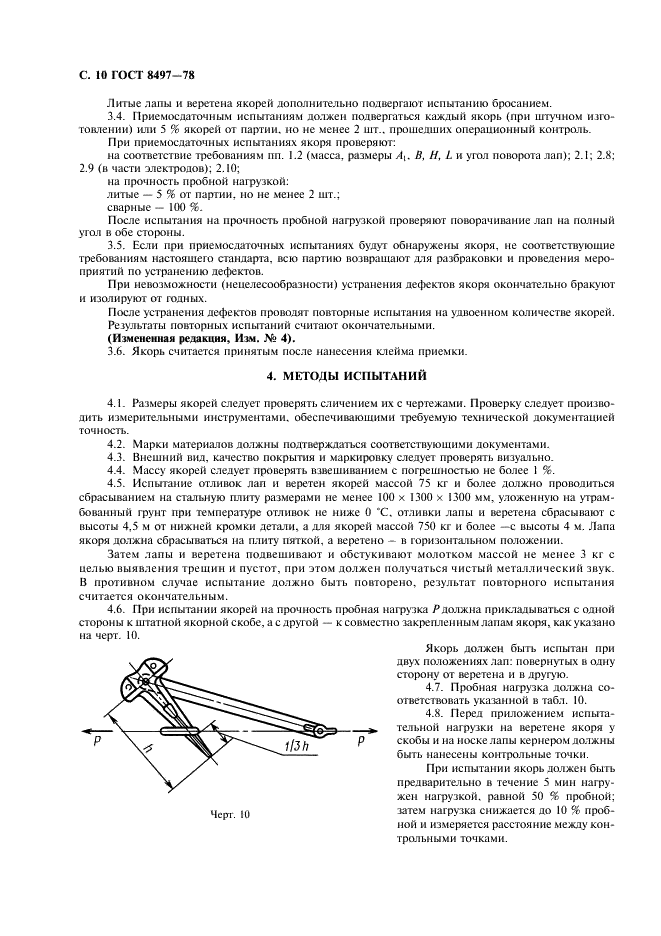 С. 10 ГОСТ 8497—78
Литые лапы и веретена якорей дополнительно подвергают испытанию бросанием.
3.4. Приемосдаточным испытаниям должен подвергаться каждый якорь (при штучном изго-
товлении) или 5 % якорей от партии, но не менее 2 шт., прошедших операционный контроль.
При приемосдаточных испытаниях якоря проверяют:
на соответствие требованиям пп. 1.2 (масса, размеры A₁, B, H, L и угол поворота лап); 2.1; 2.8;
2.9 (в части электродов); 2.10;
на прочность пробной нагрузкой:
литые — 5 % от партии, но не менее 2 шт.;
сварные — 100 %.
После испытания на прочность пробной нагрузкой проверяют поворачивание лап на полный
угол в обе стороны.
3.5. Если при приемосдаточных испытаниях будут обнаружены якоря, не соответствующие
требованиям настоящего стандарта, всю партию возвращают для разбраковки и проведения меро-
приятий по устранению дефектов.
При невозможности (нецелесообразности) устранения дефектов якоря окончательно бракуют
и изолируют от годных.
После устранения дефектов проводят повторные испытания на удвоенном количестве якорей.
Результаты повторных испытаний считают окончательными.
(Измененная редакция, Изм. № 4).
3.6. Якорь считается принятым после нанесения клейма приемки.
4. МЕТОДЫ ИСПЫТАНИЙ
4.1. Размеры якорей следует проверять сличением их с чертежами. Проверку следует произво-
дить измерительными инструментами, обеспечивающими требуемую технической документацией
точность.
4.2. Марки материалов должны подтверждаться соответствующими документами.
4.3. Внешний вид, качество покрытия и маркировку следует проверять визуально.
4.4. Массу якорей следует проверять взвешиванием с погрешностью не более 1 %.
4.5. Испытание отливок лап и веретен якорей массой 75 кг и более должно проводиться
сбрасыванием на стальную плиту размерами не менее 100 × 1300 × 1300 мм, уложенную на утрам-
бованный грунт при температуре отливок не ниже 0 °С, отливки лапы и веретена сбрасывают с
высоты 4,5 м от нижней кромки детали, а для якорей массой 750 кг и более —с высоты 4 м. Лапа
якоря должна сбрасываться на плиту пяткой, а веретено – в горизонтальном положении.
Затем лапы и веретена подвешивают и обстукивают молотком массой не менее 3 кг с
целью выявления трещин и пустот, при этом должен получаться чистый металлический звук.
В противном случае испытание должно быть повторено, результат повторного испытания
считается окончательным.
4.6. При испытании якорей на прочность пробная нагрузка P должна прикладываться с одной
стороны к штатной якорной скобе, а с другой — к совместно закрепленным лапам якоря, как указано
на черт. 10.
Якорь должен быть испытан при
двух положениях лап: повернутых в одну
сторону от веретена и в другую.
4.7. Пробная нагрузка должна со-
ответствовать указанной в табл. 10.
4.8. Перед приложением испыта-
тельной нагрузки на веретене якоря у
скобы и на носке лапы кернером должны
быть нанесены контрольные точки.
При испытании якорь должен быть
предварительно в течение 5 мин нагру-
жен нагрузкой, равной 50 % пробной;
затем нагрузка снижается до 10 % проб-
ной и измеряется расстояние между кон-
трольными точками.
P
h
1/3 h
P
Черт. 10